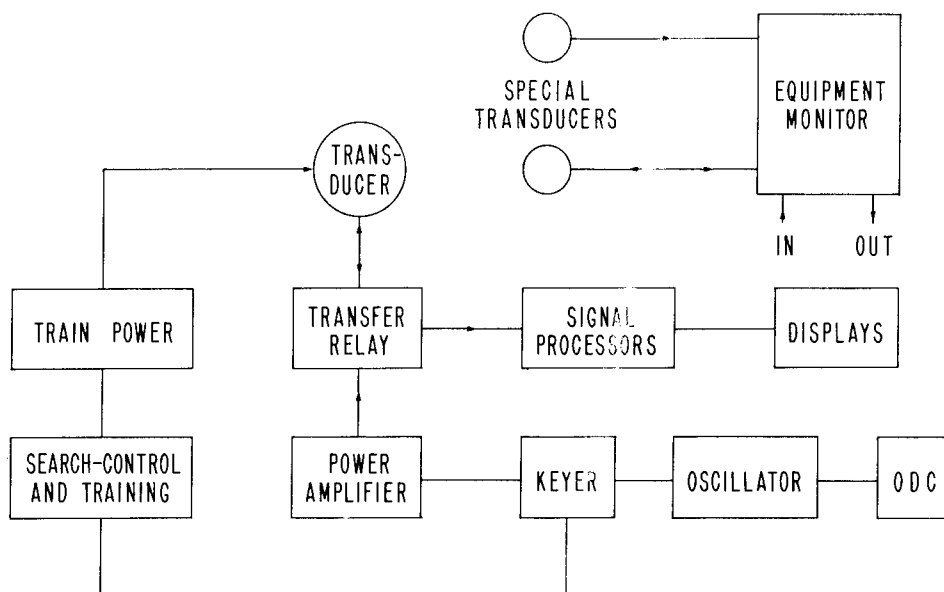 SPECIAL
TRANSDUCERS
EQUIPMENT
MONITOR
IN
OUT
TRANS-
DUCER
TRAIN POWER
TRANSFER
RELAY
SIGNAL
PROCESSORS
DISPLAYS
SEARCH-CONTROL
AND TRAINING
POWER
AMPLIFIER
KEYER
OSCILLATOR
ODC